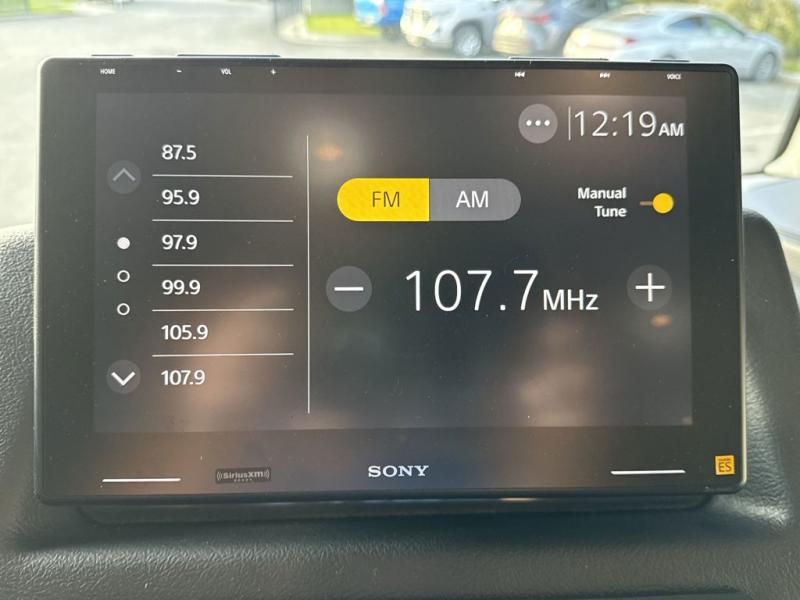 HOME - VOL + VOICE
12:19AM
87.5
95.9
97.9
99.9
105.9
107.9
FM AM
Manual
Tune
107.7MHz
((SiriusXM))
READY
SONY
ES